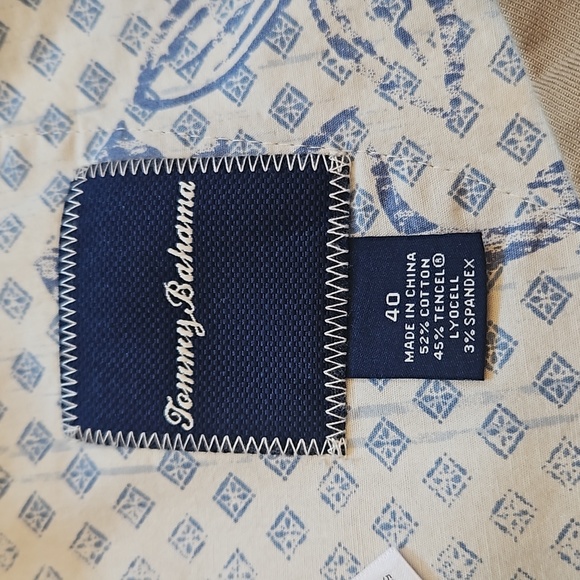 Tommy Bahama
40
MADE IN CHINA
52% COTTON
45% TENCEL®
LYOCELL
3% SPANDEX